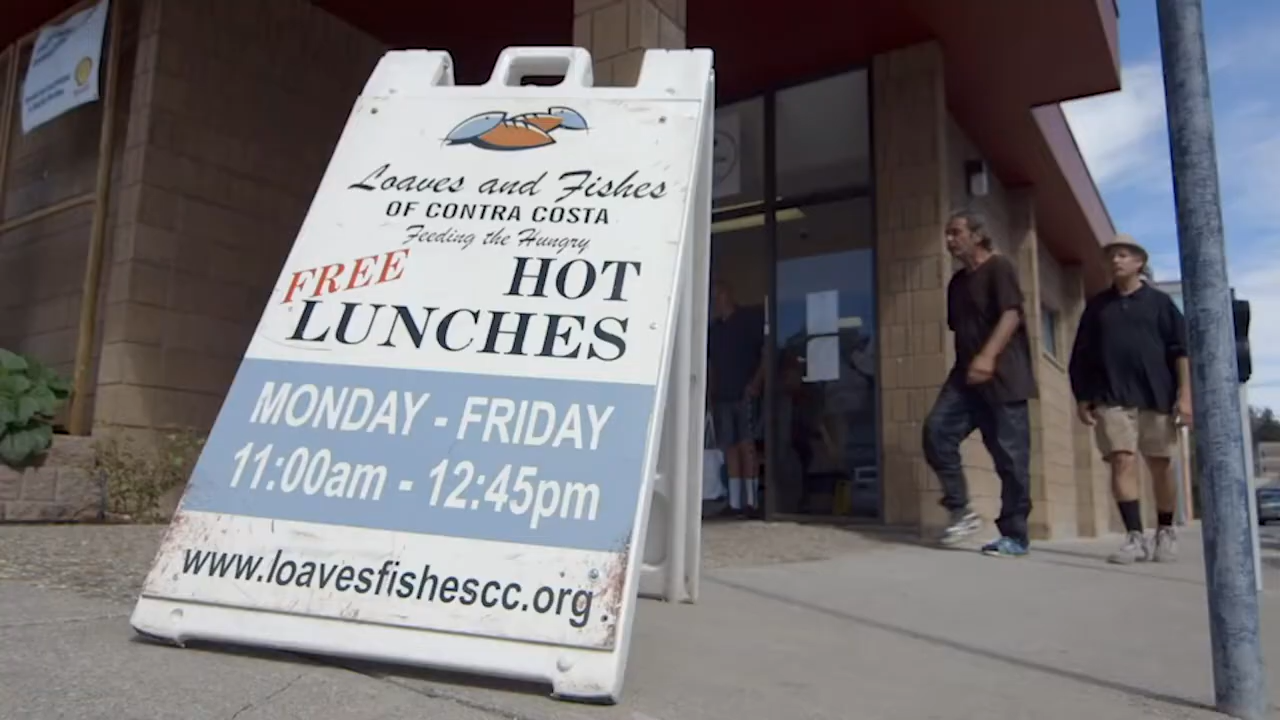 Loaves and Fishes
OF CONTRA COSTA
Feeding the Hungry
FREE HOT
LUNCHES
MONDAY - FRIDAY
11:00am - 12:45pm
www.loavesfishescc.org